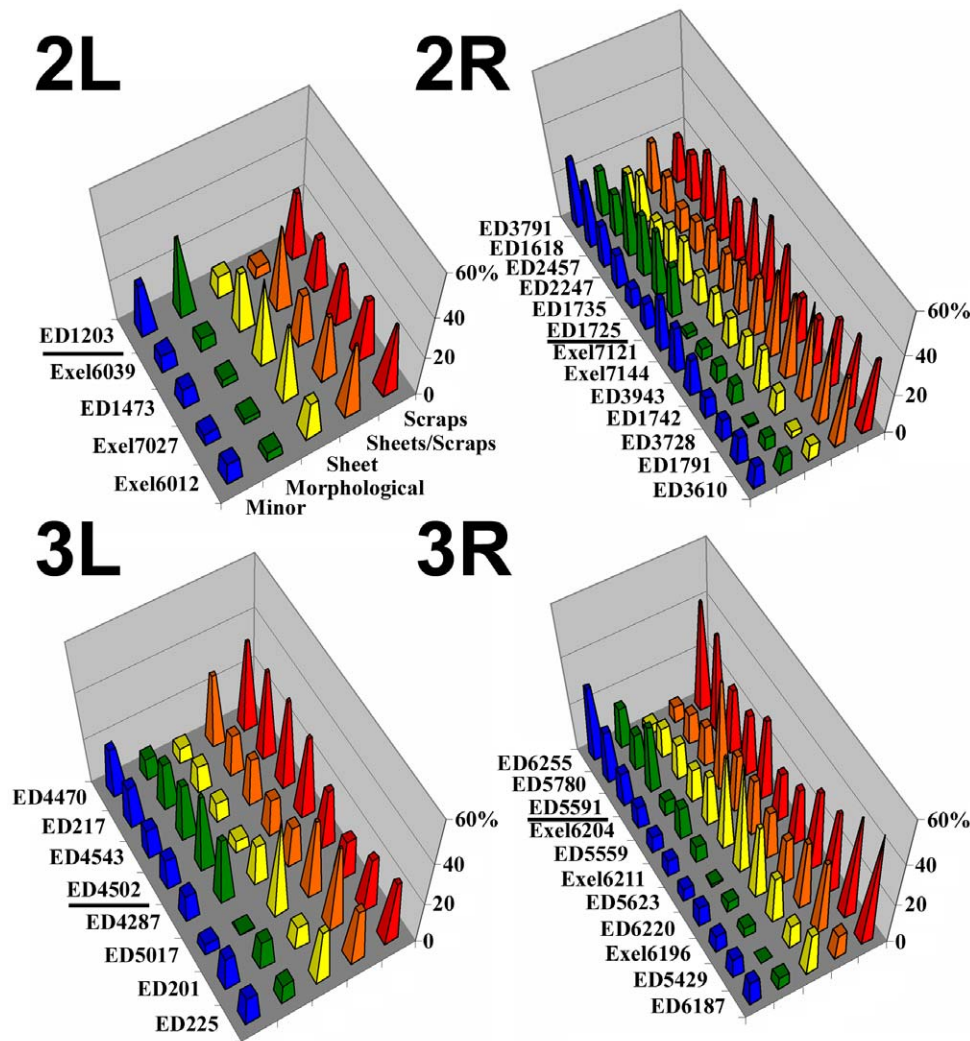 2L
60%
40
20
0
ED1203
Exel6039
ED1473
Exel7027
Exel6012
Scraps
Sheets/Scraps
Sheet
Morphological
Minor
2R
60%
40
20
0
ED3791
ED1618
ED2457
ED2247
ED1735
ED1725
Exel7121
Exel7144
ED3943
ED1742
ED3728
ED1791
ED3610
3L
60%
40
20
0
ED4470
ED217
ED4543
ED4502
ED4287
ED5017
ED201
ED225
3R
60%
40
20
0
ED6255
ED5780
ED5591
Exel6204
ED5559
Exel6211
ED5623
ED6220
Exel6196
ED5429
ED6187